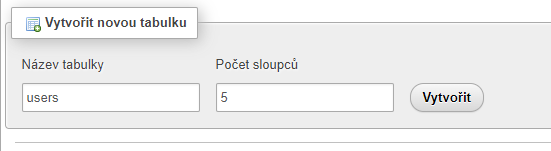 Vytvořit novou tabulku
Název tabulky Počet sloupců
users 5 Vytvořit